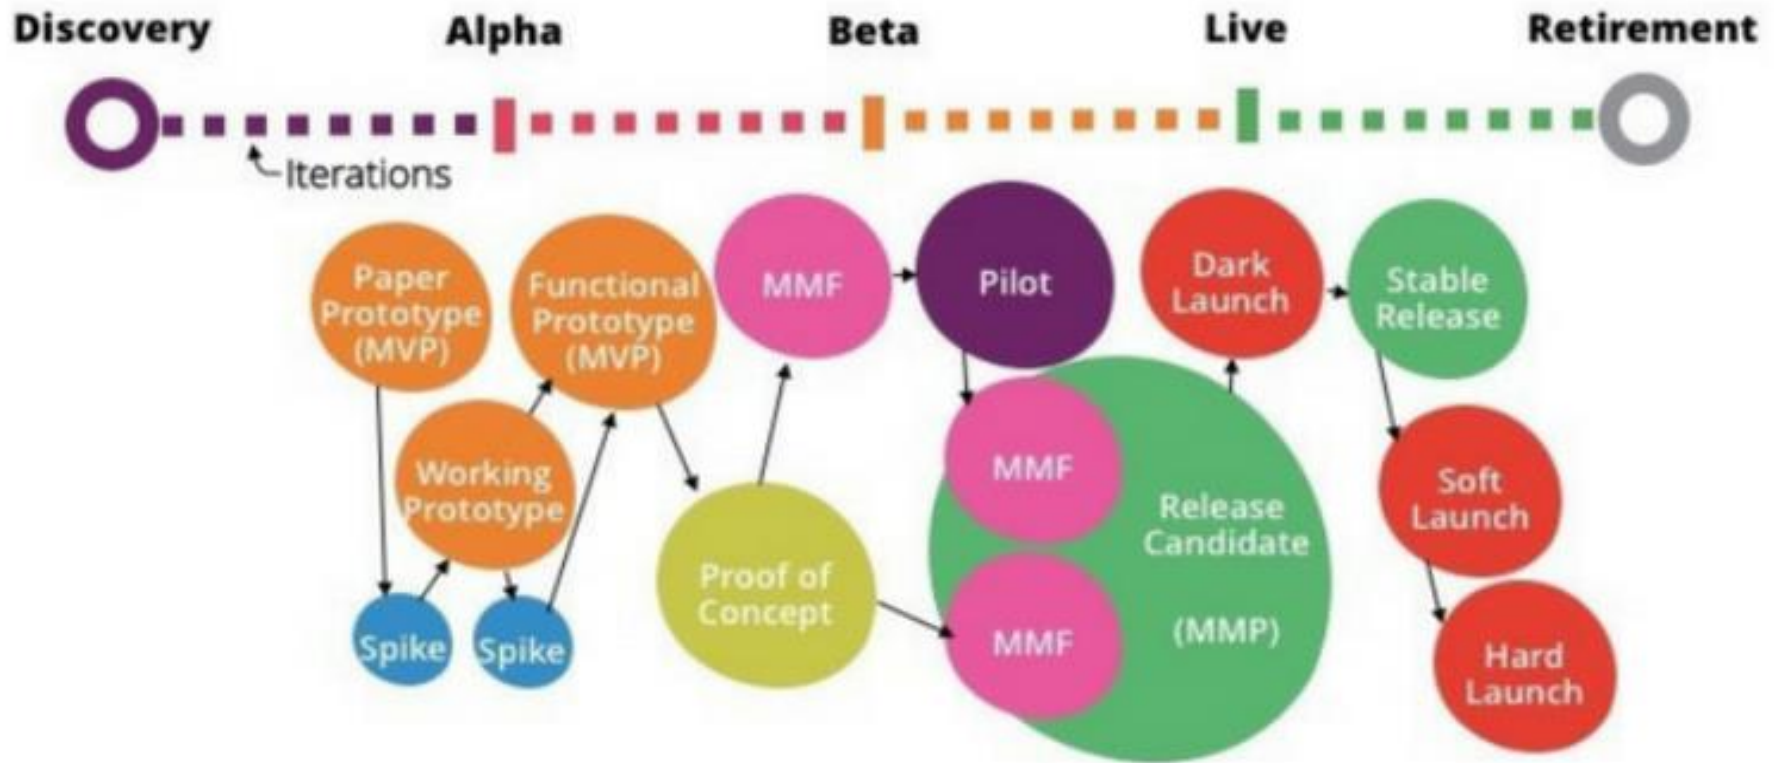 Discovery
Alpha
Beta
Live
Retirement
Iterations
Paper
Prototype
(MVP)
Functional
Prototype
(MVP)
MMF
Pilot
Dark
Launch
Stable
Release
Working
Prototype
MMF
Release
Candidate
(MMP)
Soft
Launch
Proof of
Concept
Spike
Spike
MMF
Hard
Launch